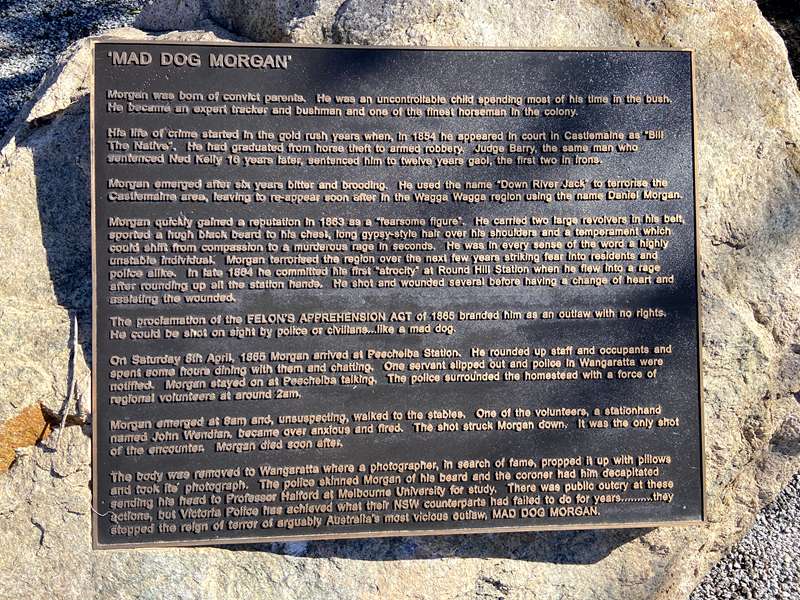 'MAD DOG MORGAN'
Morgan was born of convict parents. He was an uncontrollable child spending most of his time in the bush.
He became an expert tracker and bushman and one of the finest horseman in the colony.
His life of crime started in the gold rush years when, in 1854 he appeared in court in Castlemaine as "Bill
The Native". He had graduated from horse theft to armed robbery. Judge Barry, the same man who
sentenced Ned Kelly 16 years later, sentenced him to twelve years gaol, the first two in irons.
Morgan emerged after six years bitter and brooding. He used the name "Down River Jack" to terrorise the
Castlemaine area, leaving to re-appear soon after in the Wagga Wagga region using the name Daniel Morgan.
Morgan quickly gained a reputation in 1863 as a "fearsome figure". He carried two large revolvers in his belt,
sported a hugh black beard to his chest, long gypsy-style hair over his shoulders and a temperament which
could shift from compassion to a murderous rage in seconds. He was in every sense of the word a highly
unstable individual. Morgan terrorised the region over the next few years striking fear into residents and
police alike. In late 1864 he committed his first "atrocity" at Round Hill Station when he flew into a rage
after rounding up all the station hands. He shot and wounded several before having a change of heart and
assisting the wounded.
The proclamation of the FELON'S APPREHENSION ACT of 1865 branded him as an outlaw with no rights.
He could be shot on sight by police or civilians...like a mad dog.
On Saturday 8th April, 1865 Morgan arrived at Peechelba Station. He rounded up staff and occupants and
spent some hours dining with them and chatting. One servant slipped out and police in Wangaratta were
notified. Morgan stayed on at Peechelba talking. The police surrounded the homestead with a force of
regional volunteers at around 2am.
Morgan emerged at 8am and, unsuspecting, walked to the stables. One of the volunteers, a stationhand
named John Wendlan, became over anxious and fired. The shot struck Morgan down. It was the only shot
of the encounter. Morgan died soon after.
The body was removed to Wangaratta where a photographer, in search of fame, propped it up with pillows
and took its' photograph. The police skinned Morgan of his beard and the coroner had him decapitated
sending his head to Professor Halford at Melbourne University for study. There was public outcry at these
actions, but Victoria Police has achieved what their NSW counterparts had failed to do for years.........they
stopped the reign of terror of arguably Australia's most vicious outlaw, MAD DOG MORGAN.